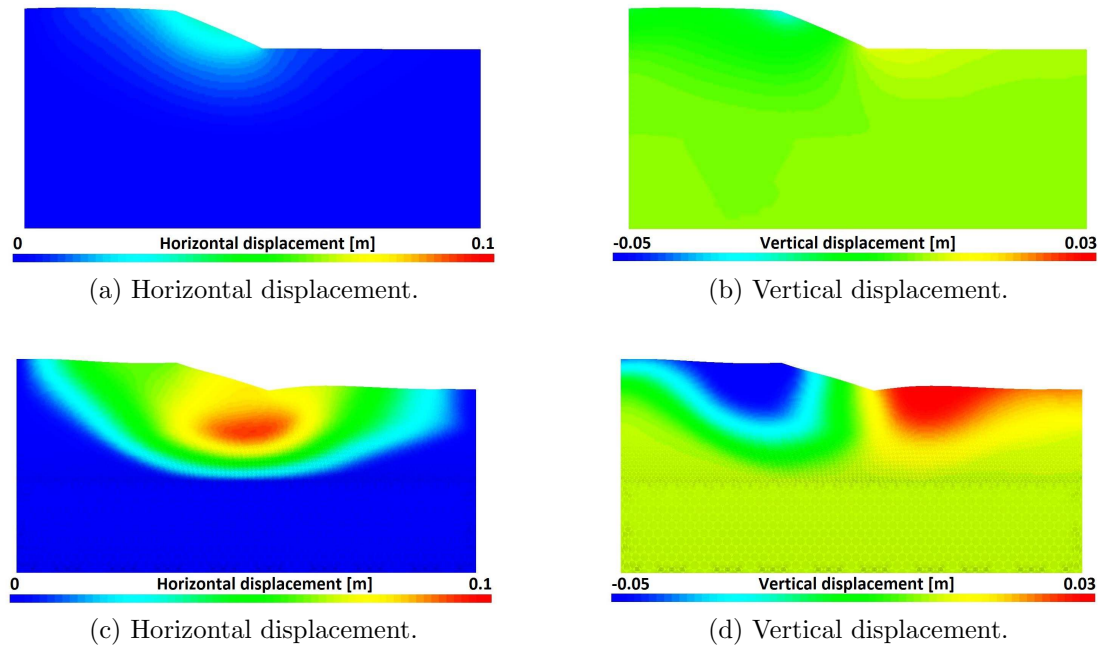 0 Horizontal displacement [m] 0.1
-0.05 Vertical displacement [m] 0.03
(a) Horizontal displacement.
(b) Vertical displacement.
0 Horizontal displacement [m] 0.1
-0.05 Vertical displacement [m] 0.03
(c) Horizontal displacement.
(d) Vertical displacement.